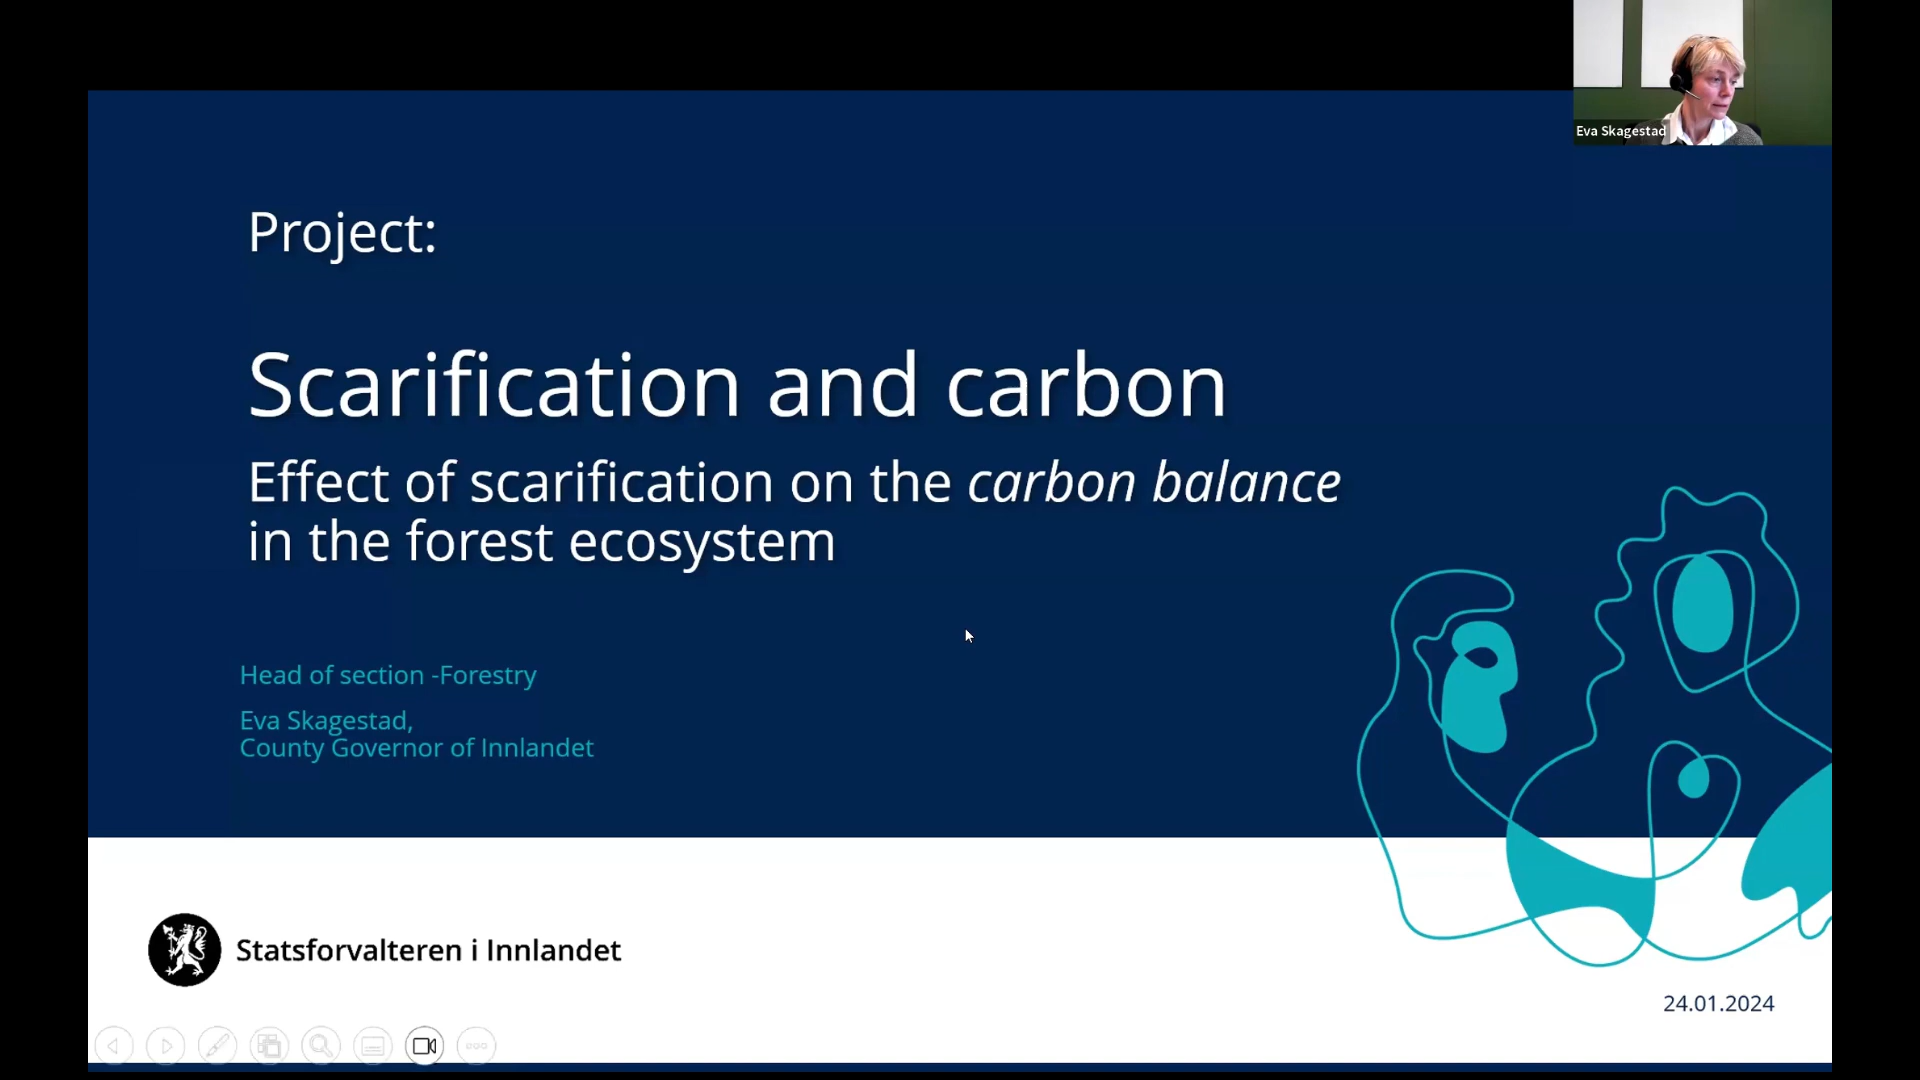 Eva Skagestad
Project:
Scarification and carbon
Effect of scarification on the carbon balance
in the forest ecosystem
Head of section -Forestry
Eva Skagestad,
County Governor of Innlandet
Statsforvalteren i Innlandet
24.01.2024